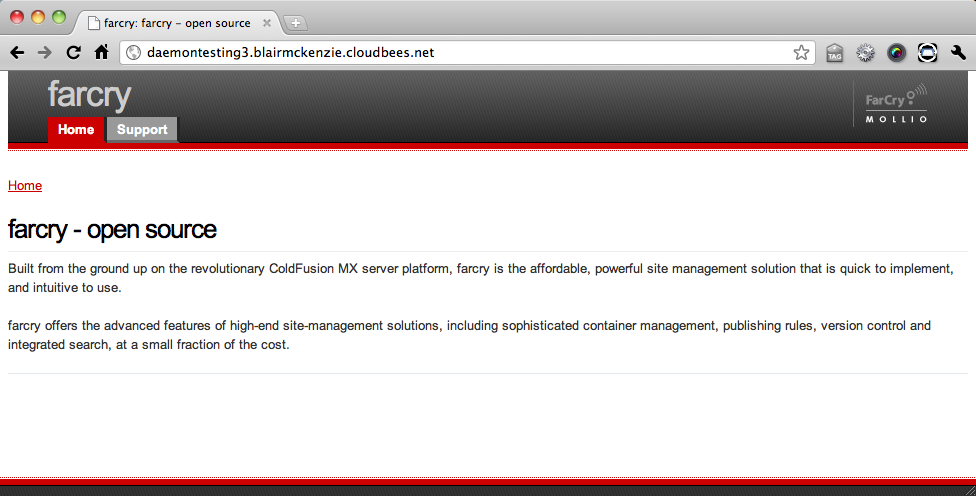 farcry: farcry – open source
daemontesting3.blairmckenzie.cloudbees.net
TAG
farcry
FarCry
MOLLIO
Home Support
Home
farcry - open source
Built from the ground up on the revolutionary ColdFusion MX server platform, farcry is the affordable, powerful site management solution that is quick to implement,
and intuitive to use.
farcry offers the advanced features of high-end site-management solutions, including sophisticated container management, publishing rules, version control and
integrated search, at a small fraction of the cost.